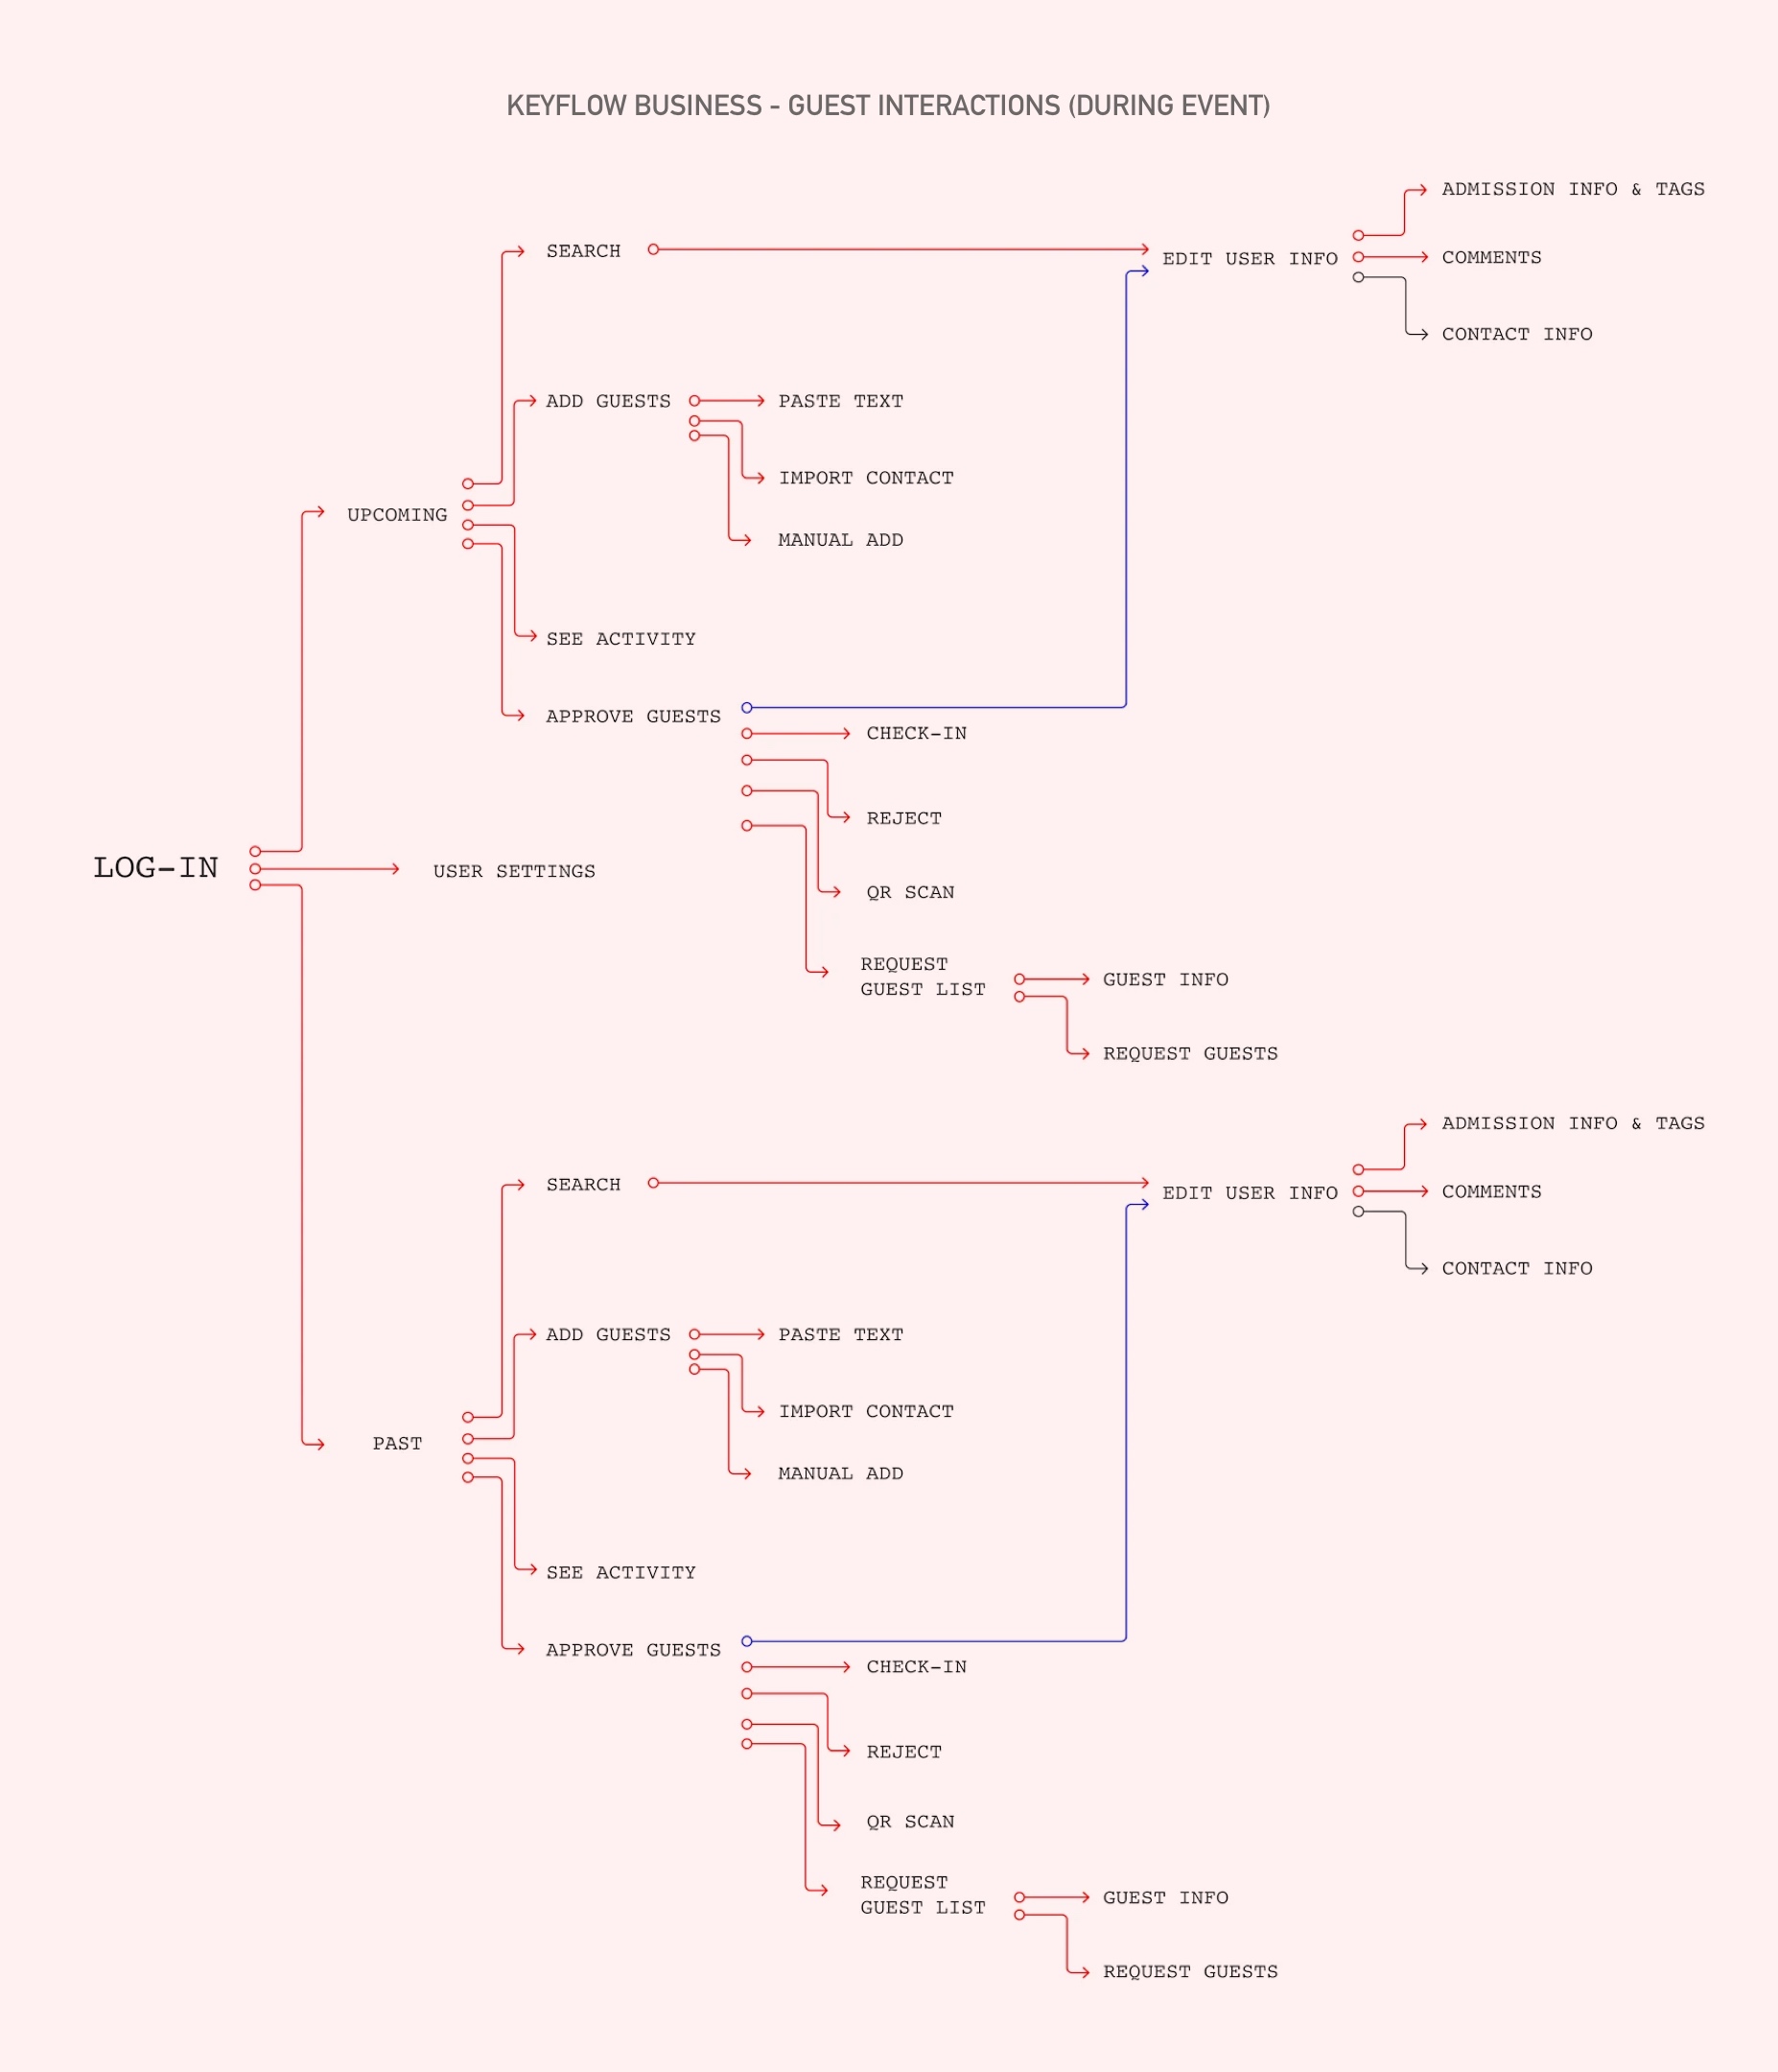 KEYFLOW BUSINESS - GUEST INTERACTIONS (DURING EVENT)
ADMISSION INFO & TAGS
SEARCH
EDIT USER INFO
COMMENTS
CONTACT INFO
ADD GUESTS
PASTE TEXT
IMPORT CONTACT
UPCOMING
MANUAL ADD
SEE ACTIVITY
APPROVE GUESTS
CHECK-IN
REJECT
LOG-IN
USER SETTINGS
QR SCAN
REQUEST
GUEST LIST
GUEST INFO
REQUEST GUESTS
ADMISSION INFO & TAGS
SEARCH
EDIT USER INFO
COMMENTS
CONTACT INFO
ADD GUESTS
PASTE TEXT
IMPORT CONTACT
PAST
MANUAL ADD
SEE ACTIVITY
APPROVE GUESTS
CHECK-IN
REJECT
QR SCAN
REQUEST
GUEST LIST
GUEST INFO
REQUEST GUESTS